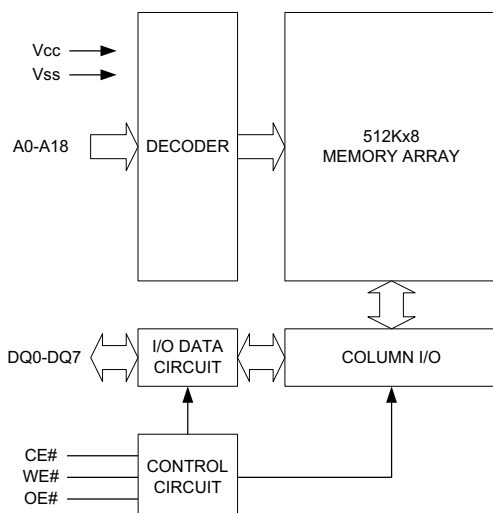 Vcc
Vss
A0-A18
DECODER
512Kx8
MEMORY ARRAY
DQ0-DQ7
I/O DATA
CIRCUIT
COLUMN I/O
CE#
WE#
OE#
CONTROL
CIRCUIT